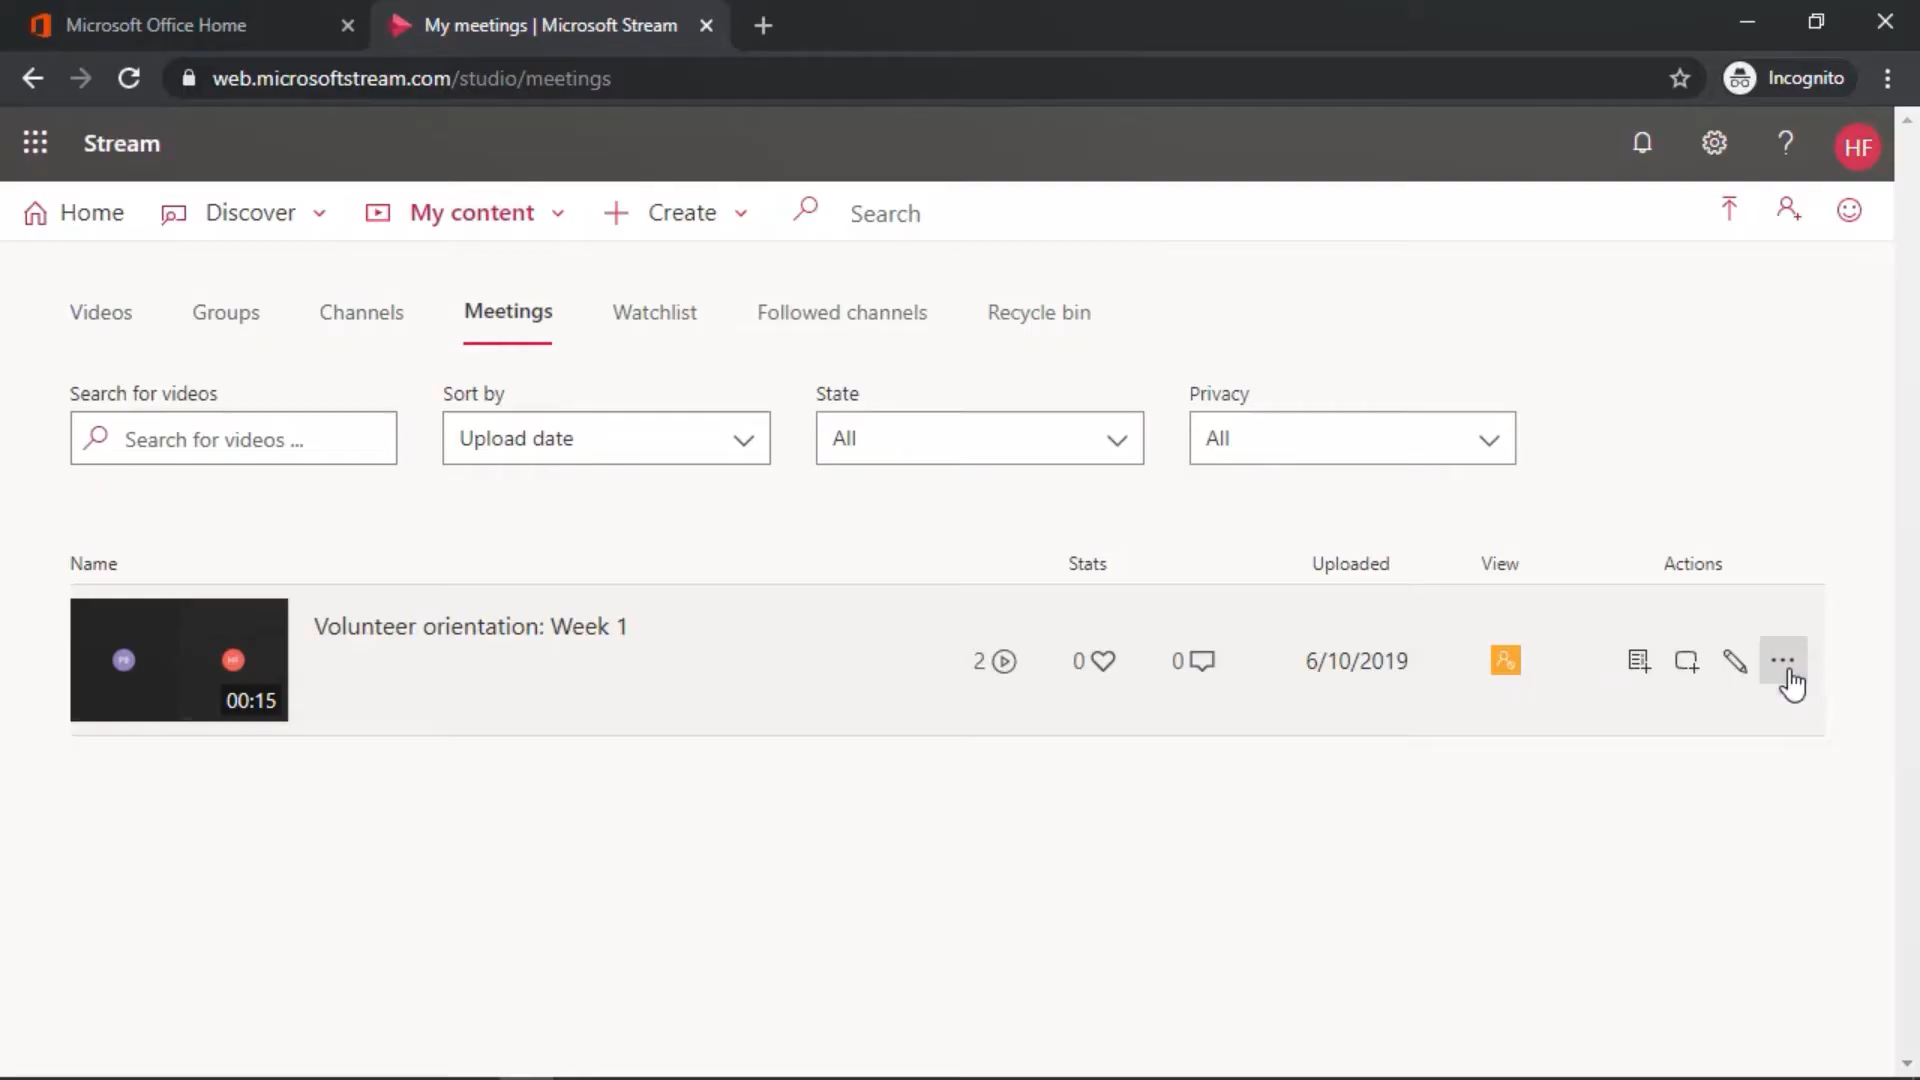 Microsoft Office Home
My meetings | Microsoft Stream
web.microsoftstream.com/studio/meetings
Incognito
Stream
HF
Home
Discover
My content
Create
Search
Videos
Groups
Channels
Meetings
Watchlist
Followed channels
Recycle bin
Search for videos
Sort by
State
Privacy
Search for videos ...
Upload date
All
All
Name
Stats
Uploaded
View
Actions
Volunteer orientation: Week 1
2
0
0
6/10/2019
00:15